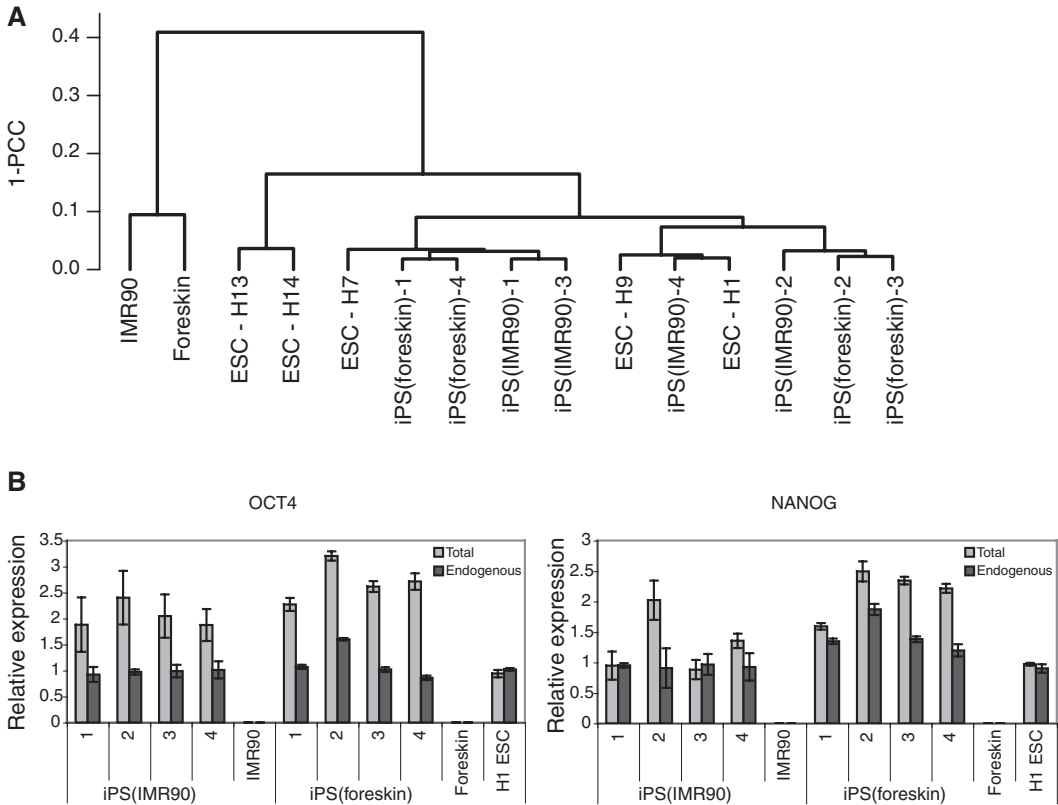 A
1-PCC
0.4
0.3
0.2
0.1
0.0
IMR90
Foreskin
ESC - H13
ESC - H14
ESC - H7
iPS(foreskin)-1
iPS(foreskin)-4
iPS(IMR90)-1
iPS(IMR90)-3
ESC - H9
iPS(IMR90)-4
ESC - H1
iPS(IMR90)-2
iPS(foreskin)-2
iPS(foreskin)-3
B
OCT4
Relative expression
3.5
3
2.5
2
1.5
1
0.5
0
Total
Endogenous
1
2
3
4
IMR90
1
2
3
4
Foreskin
H1 ESC
iPS(IMR90)
iPS(foreskin)
NANOG
Relative expression
3
2.5
2
1.5
1
0.5
0
Total
Endogenous
1
2
3
4
IMR90
1
2
3
4
Foreskin
H1 ESC
iPS(IMR90)
iPS(foreskin)